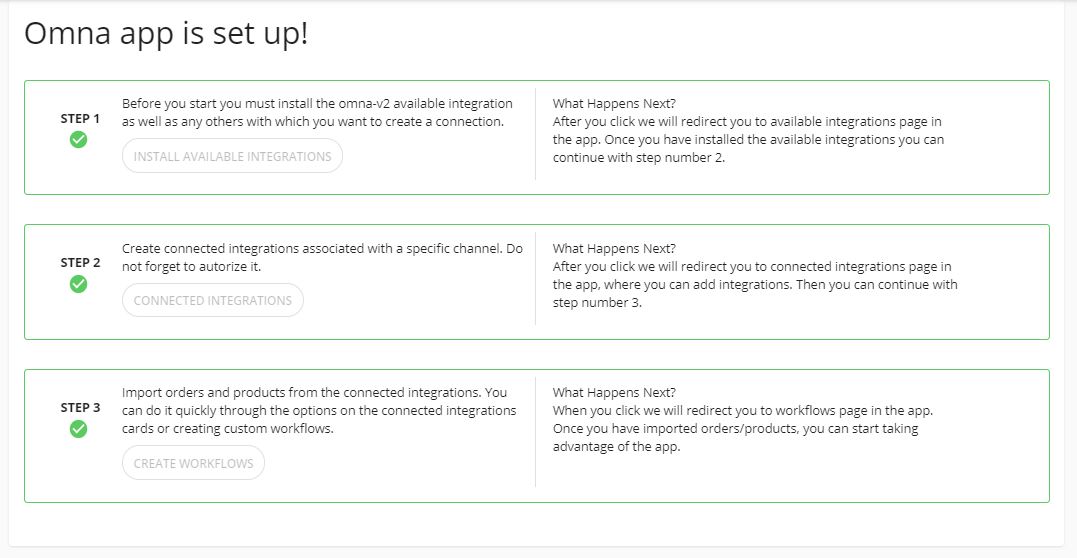 Omna app is set up!
STEP 1
Before you start you must install the omna-v2 available integration
as well as any others with which you want to create a connection.
INSTALL AVAILABLE INTEGRATIONS
What Happens Next?
After you click we will redirect you to available integrations page in
the app. Once you have installed the available integrations you can
continue with step number 2.
STEP 2
Create connected integrations associated with a specific channel. Do
not forget to autorize it.
CONNECTED INTEGRATIONS
What Happens Next?
After you click we will redirect you to connected integrations page in
the app, where you can add integrations. Then you can continue with
step number 3.
STEP 3
Import orders and products from the connected integrations. You
can do it quickly through the options on the connected integrations
cards or creating custom workflows.
CREATE WORKFLOWS
What Happens Next?
When you click we will redirect you to workflows page in the app.
Once you have imported orders/products, you can start taking
advantage of the app.